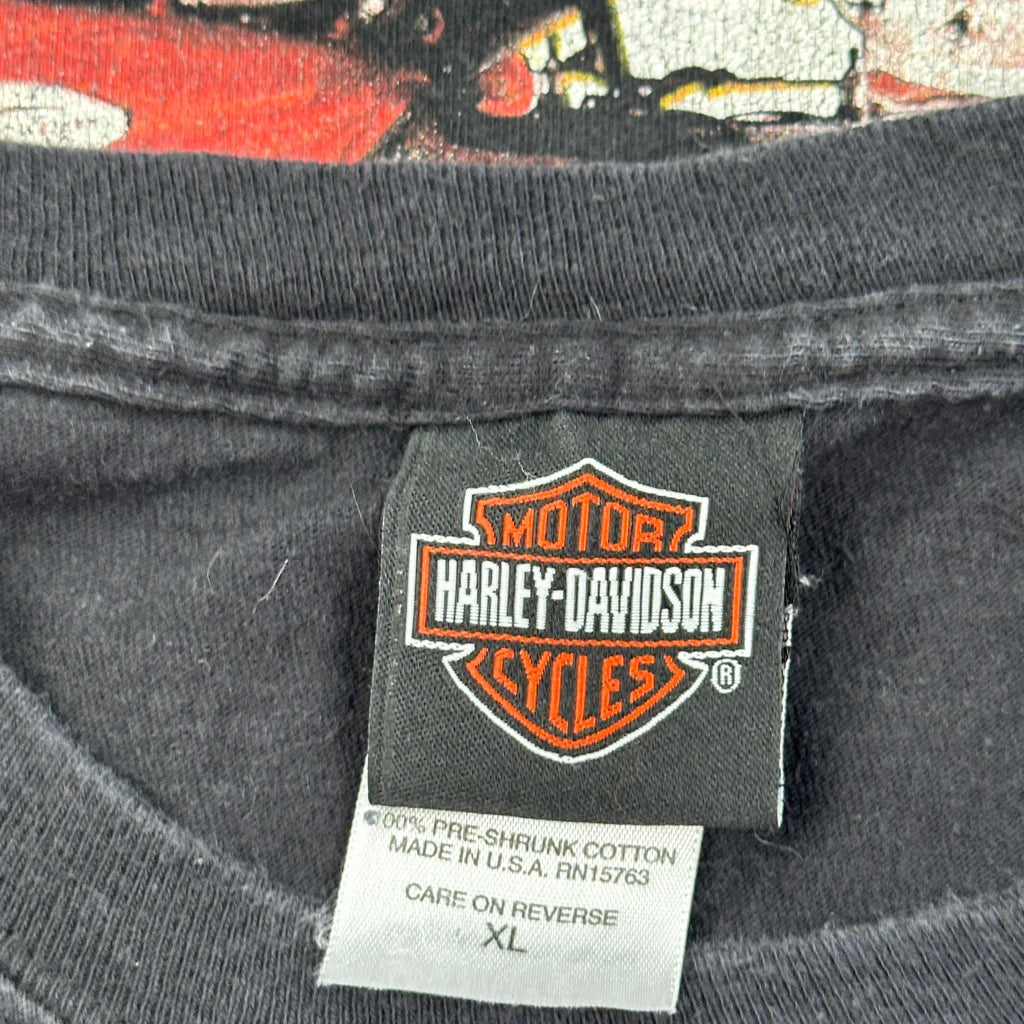 MOTOR
HARLEY-DAVIDSON
CYCLES
®
00% PRE-SHRUNK COTTON
MADE IN U.S.A. RN15763
CARE ON REVERSE
XL